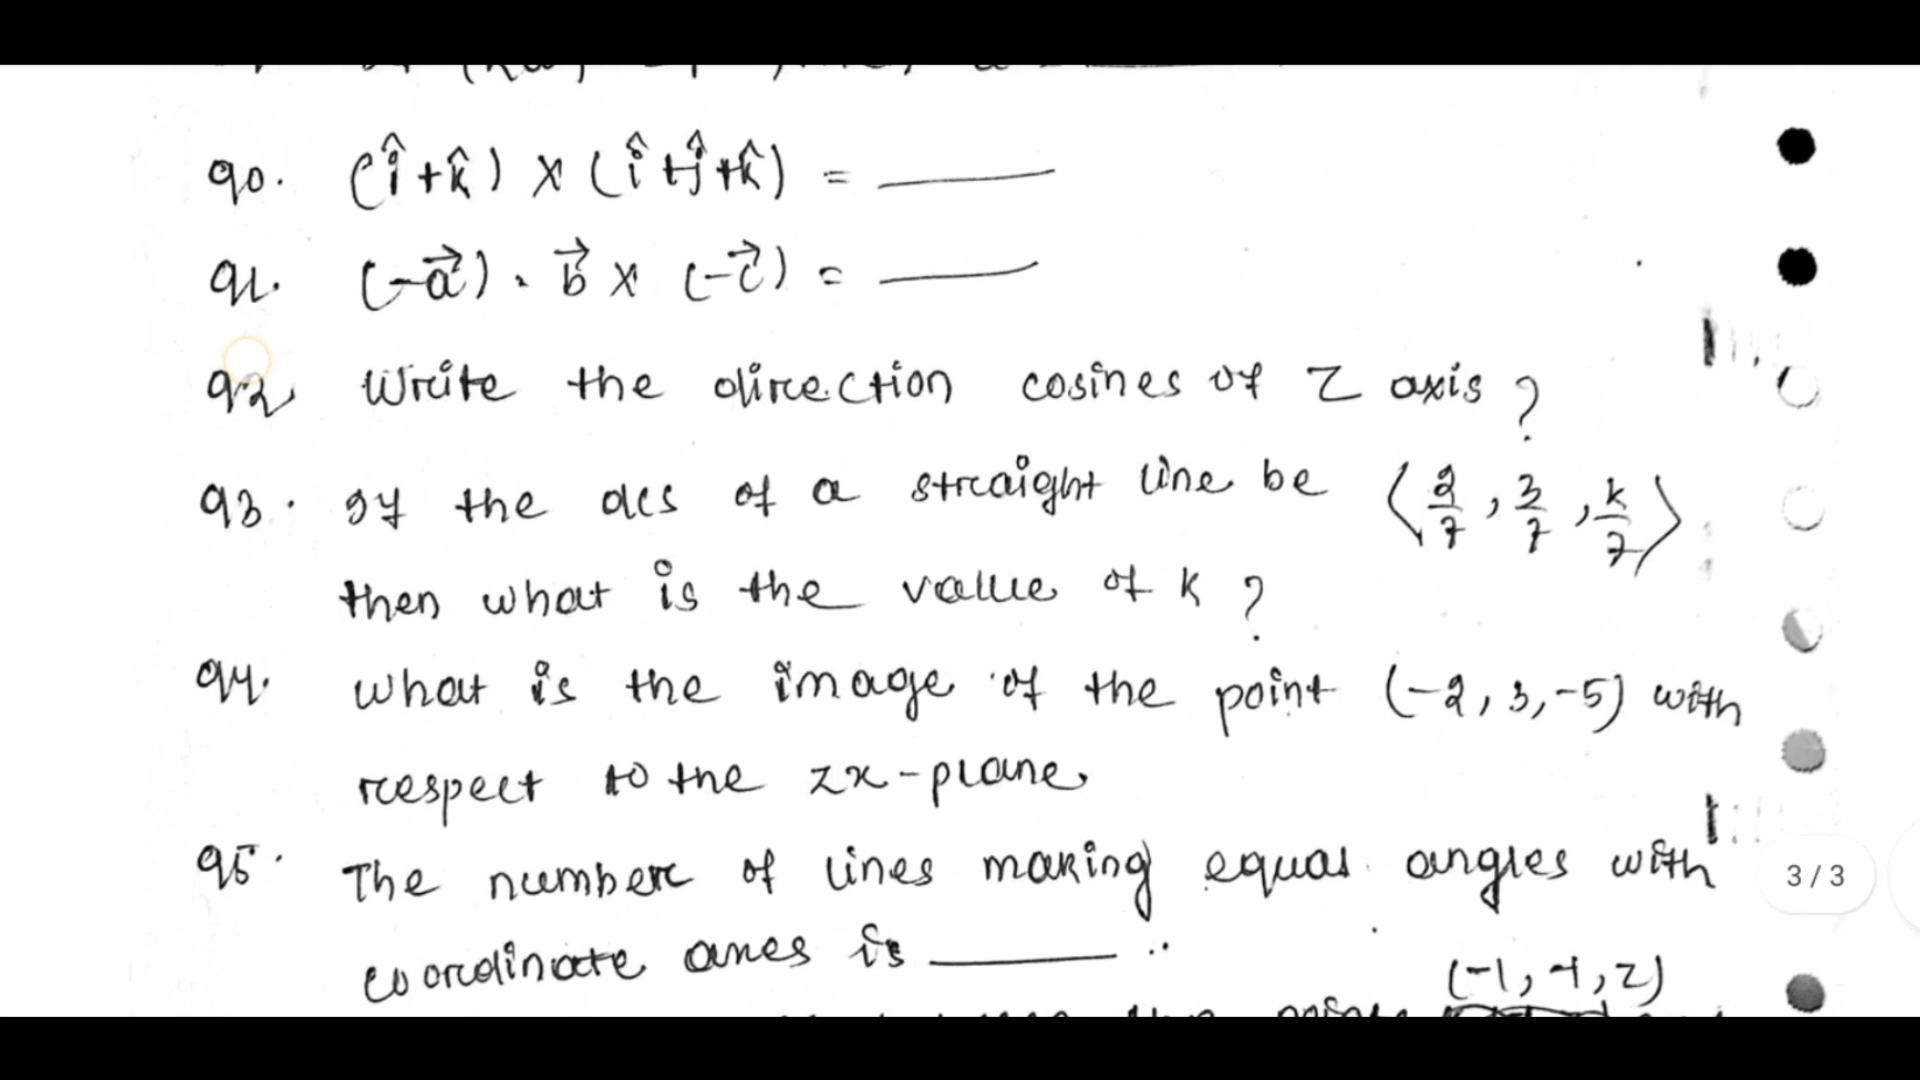 90. (î+k̂) × (î+ĵ+k̂) = ______
91. (-a⃗) . b⃗ × (-c⃗) = ______
92. Write the direction cosines of Z axis ?
93. If the dcs of a straight line be ⟨2/7, 3/7, k/7⟩
then what is the value of k ?
94. What is the image of the point (-2, 3, -5) with
respect to the zx-plane.
95. The number of lines making equal angles with
3/3
coordinate axes is ______.
(-1, -1, 2)